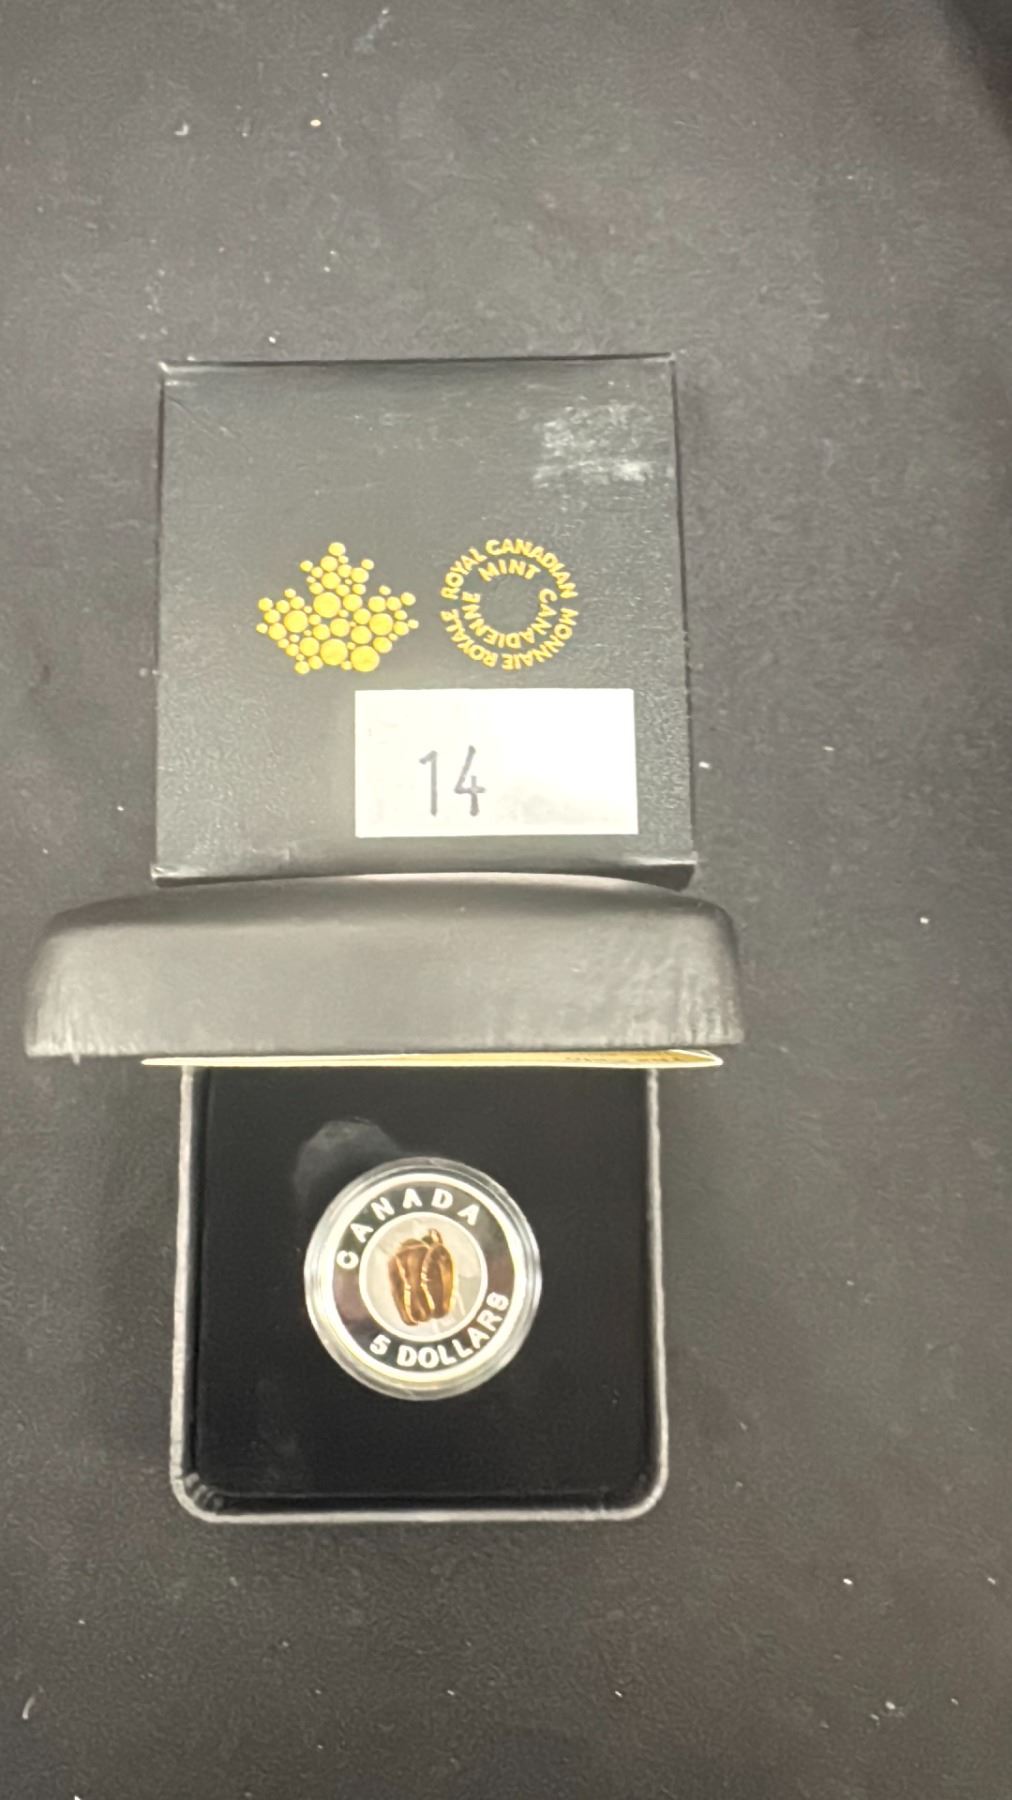 ROYAL CANADIAN MINT
MONNAIE ROYALE CANADIENNE
14
CANADA
5 DOLLARS